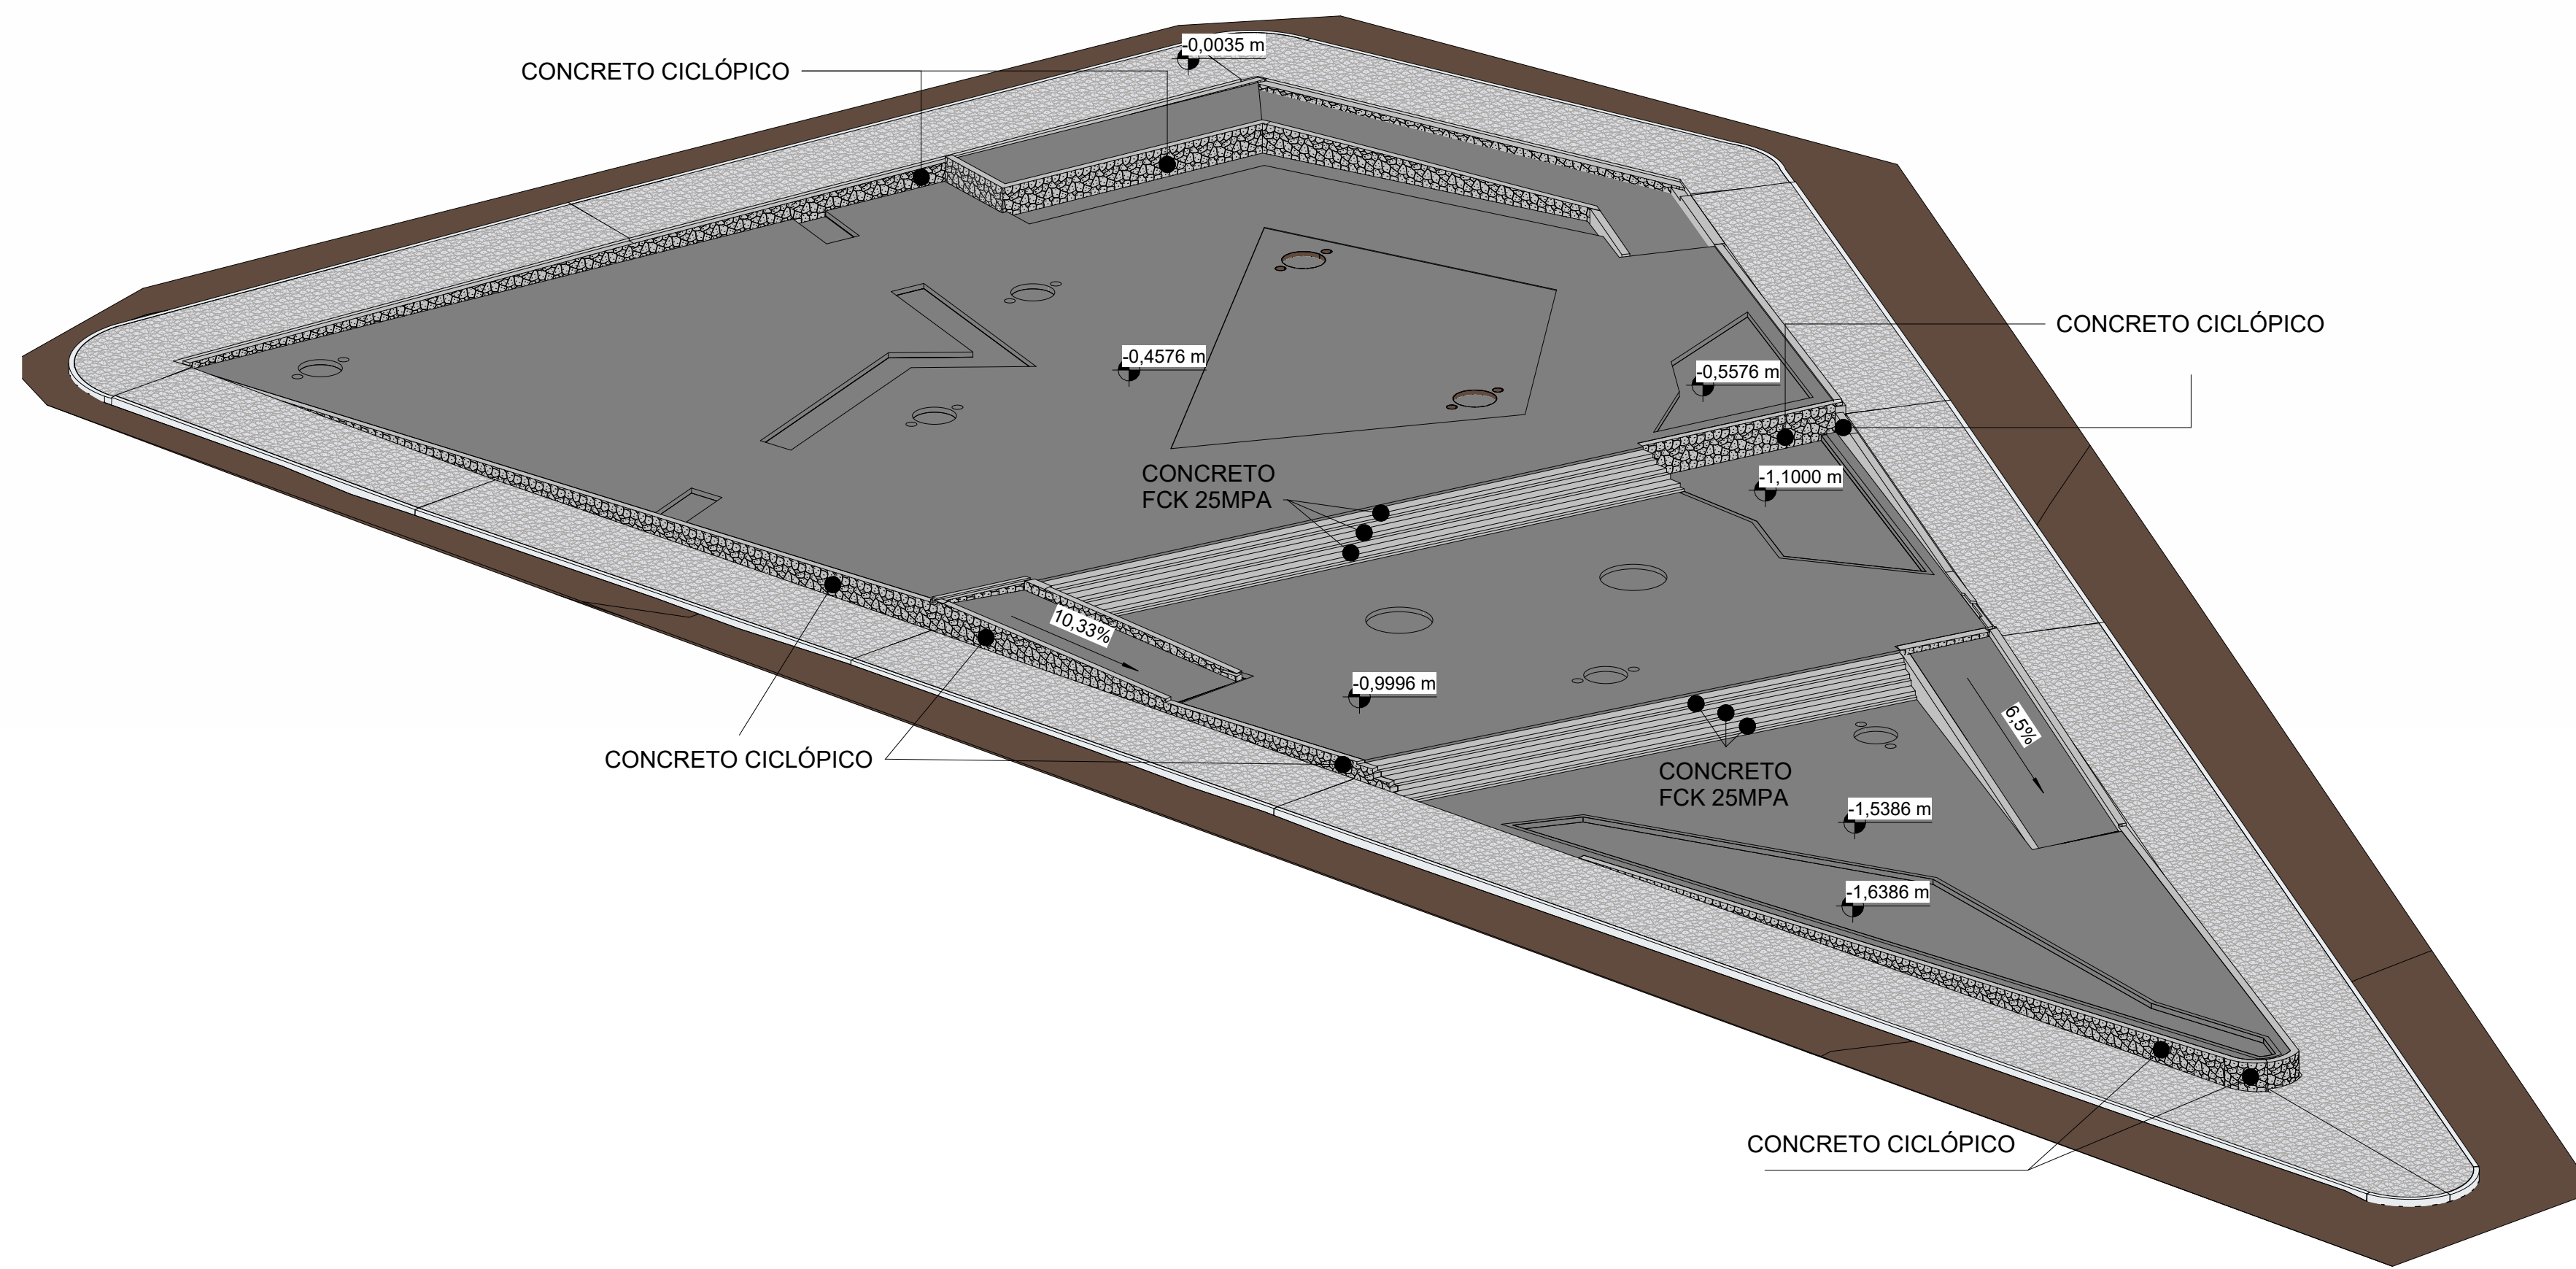 -0,0035 m
CONCRETO CICLÓPICO
CONCRETO CICLÓPICO
-0,4576 m
-0,5576 m
CONCRETO
FCK 25MPA
-1,1000 m
10,33%
-0,9996 m
6,5%
CONCRETO CICLÓPICO
CONCRETO
FCK 25MPA
-1,5386 m
-1,6386 m
CONCRETO CICLÓPICO